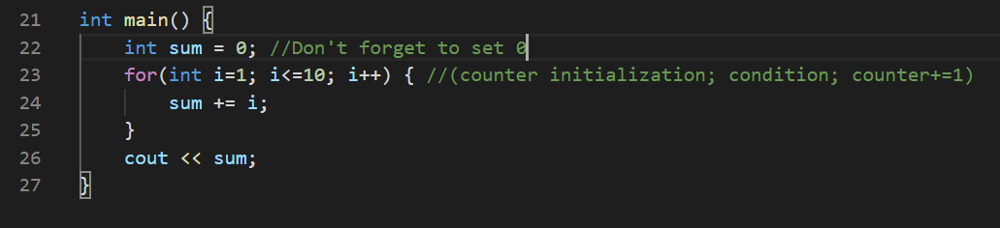 21 int main() {
22 int sum = 0; //Don't forget to set 0
23 for(int i=1; i<=10; i++) { //(counter initialization; condition; counter+=1)
24 sum += i;
25 }
26 cout << sum;
27 }